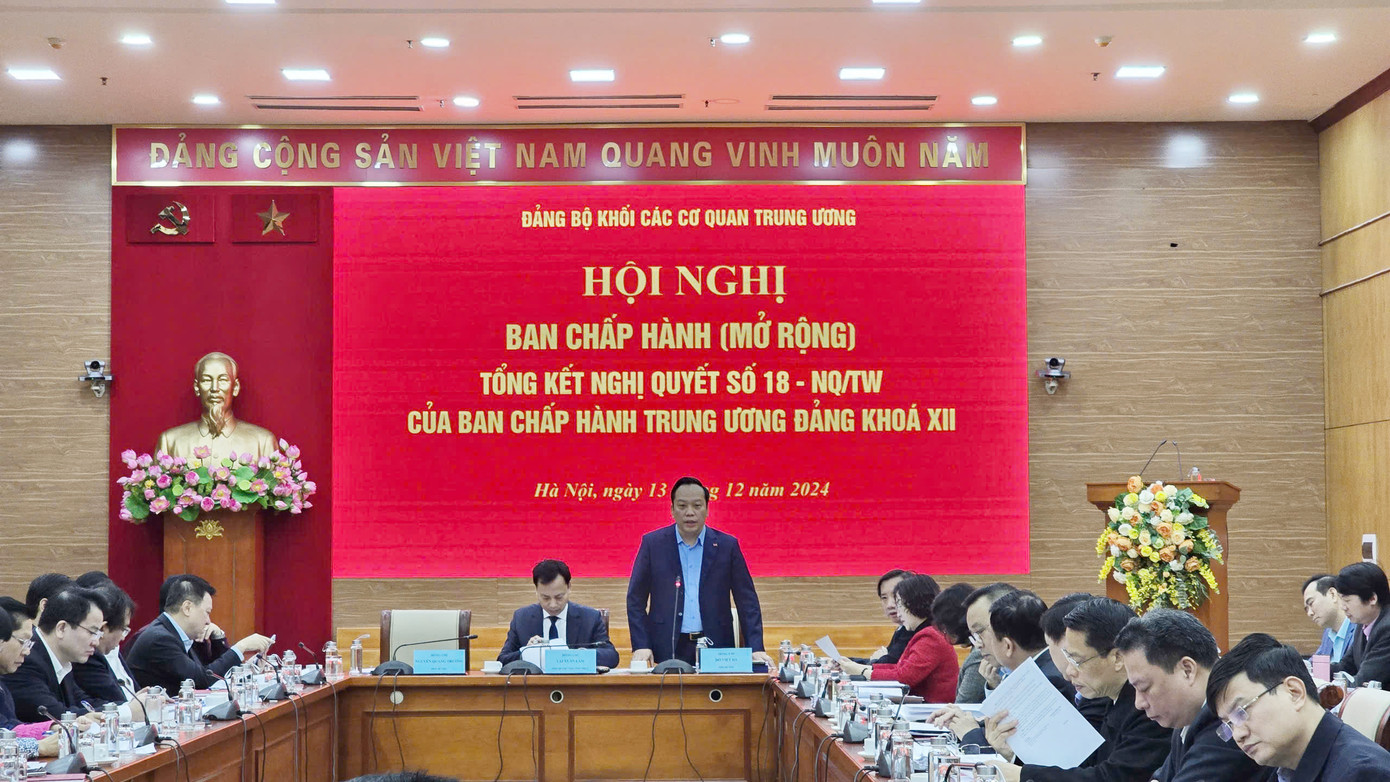 ĐẢNG CỘNG SẢN VIỆT NAM QUANG VINH MUÔN NĂM
ĐẢNG BỘ KHỐI CÁC CƠ QUAN TRUNG ƯƠNG
HỘI NGHỊ
BAN CHẤP HÀNH (MỞ RỘNG)
TỔNG KẾT NGHỊ QUYẾT SỐ 18 - NQ/TW
CỦA BAN CHẤP HÀNH TRUNG ƯƠNG ĐẢNG KHOÁ XII
Hà Nội, ngày 13 12 năm 2024